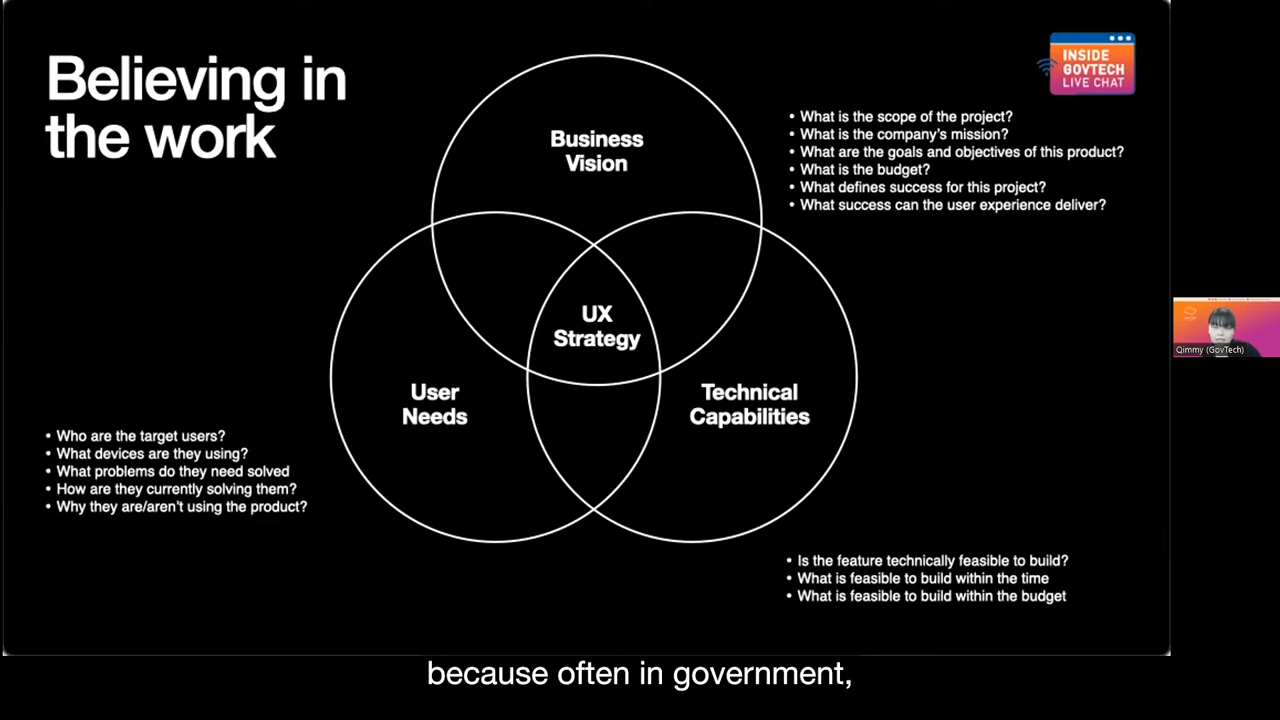 Believing in
the work
INSIDE
GOVTECH
LIVE CHAT
Business
Vision
• What is the scope of the project?
• What is the company's mission?
• What are the goals and objectives of this product?
• What is the budget?
• What defines success for this project?
• What success can the user experience deliver?
UX
Strategy
User
Needs
Technical
Capabilities
• Who are the target users?
• What devices are they using?
• What problems do they need solved
• How are they currently solving them?
• Why they are/aren't using the product?
• Is the feature technically feasible to build?
• What is feasible to build within the time
• What is feasible to build within the budget
Qimmy (GovTech)
because often in government,